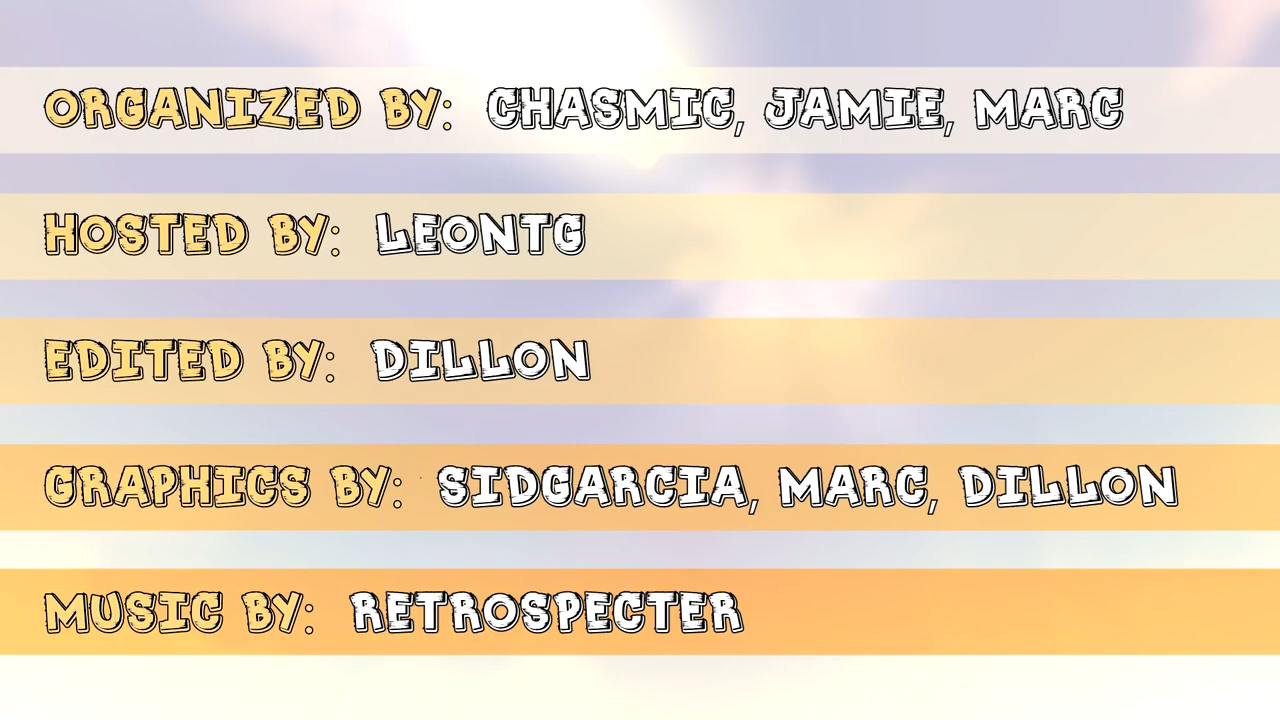 ORGANIZED BY: CHASMIC, JAMIE, MARC
HOSTED BY: LEONTG
EDITED BY: DILLON
GRAPHICS BY: SIDGARCIA, MARC, DILLON
MUSIC BY: RETROSPECTER